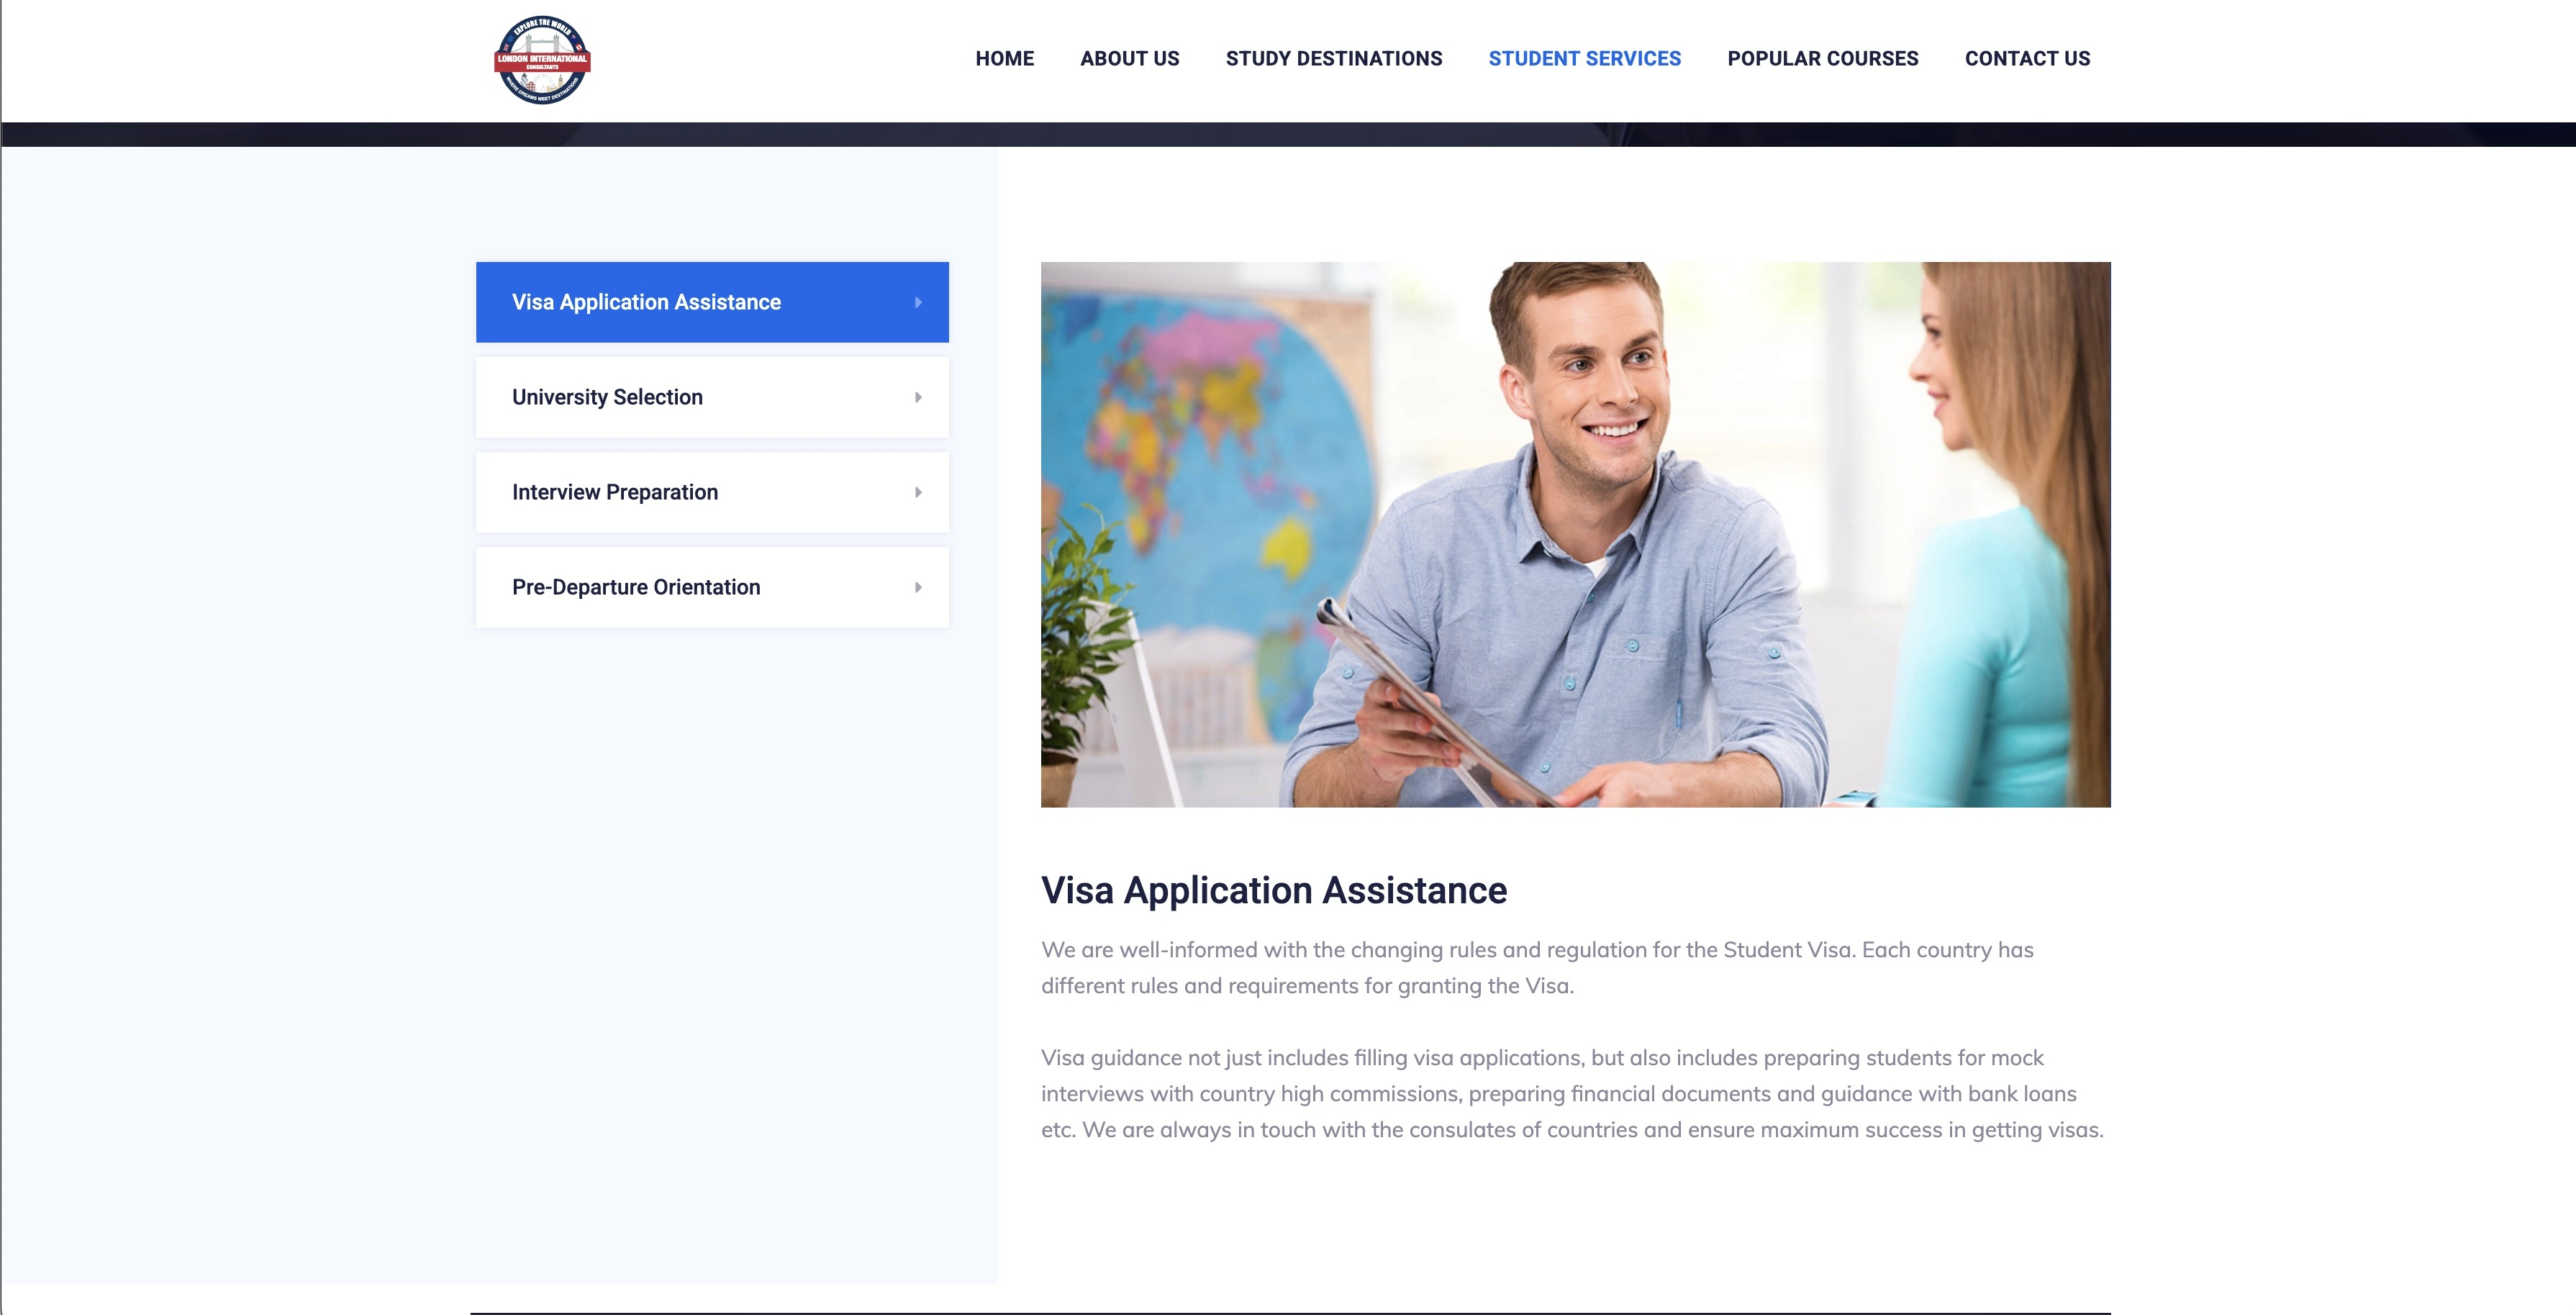 EXPLORE THE WORLD
LONDON INTERNATIONAL
CONSULTANTS
WHERE DREAMS MEET DESTINATIONS
HOME
ABOUT US
STUDY DESTINATIONS
STUDENT SERVICES
POPULAR COURSES
CONTACT US
Visa Application Assistance
University Selection
Interview Preparation
Pre-Departure Orientation
Visa Application Assistance
We are well-informed with the changing rules and regulation for the Student Visa. Each country has
different rules and requirements for granting the Visa.
Visa guidance not just includes filling visa applications, but also includes preparing students for mock
interviews with country high commissions, preparing financial documents and guidance with bank loans
etc. We are always in touch with the consulates of countries and ensure maximum success in getting visas.